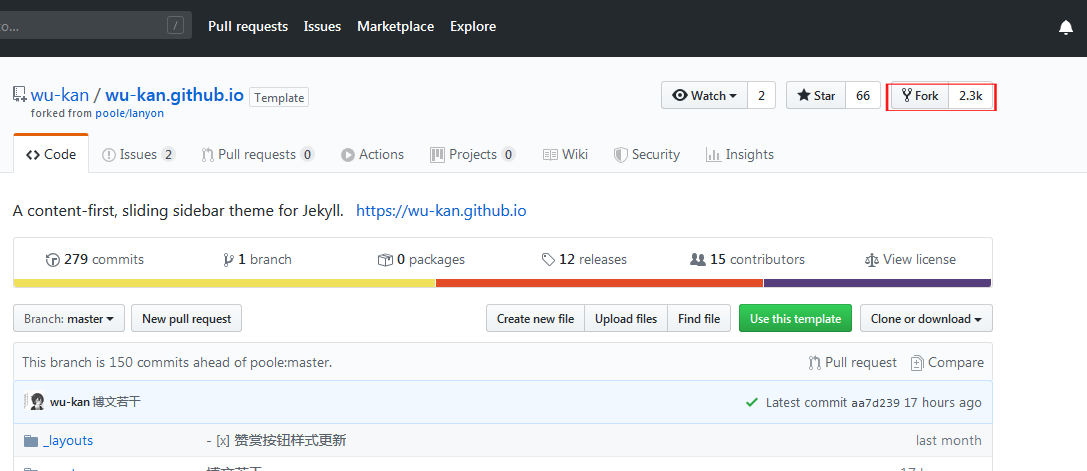 to... / Pull requests Issues Marketplace Explore
wu-kan / wu-kan.github.io Template Watch 2 Star 66 Fork 2.3k
forked from poole/lanyon
Code Issues 2 Pull requests 0 Actions Projects 0 Wiki Security Insights
A content-first, sliding sidebar theme for Jekyll. https://wu-kan.github.io
279 commits 1 branch 0 packages 12 releases 15 contributors View license
Branch: master New pull request Create new file Upload files Find file Use this template Clone or download
This branch is 150 commits ahead of poole:master. Pull request Compare
wu-kan 博文若干 Latest commit aa7d239 17 hours ago
_layouts - [x] 赞赏按钮样式更新 last month